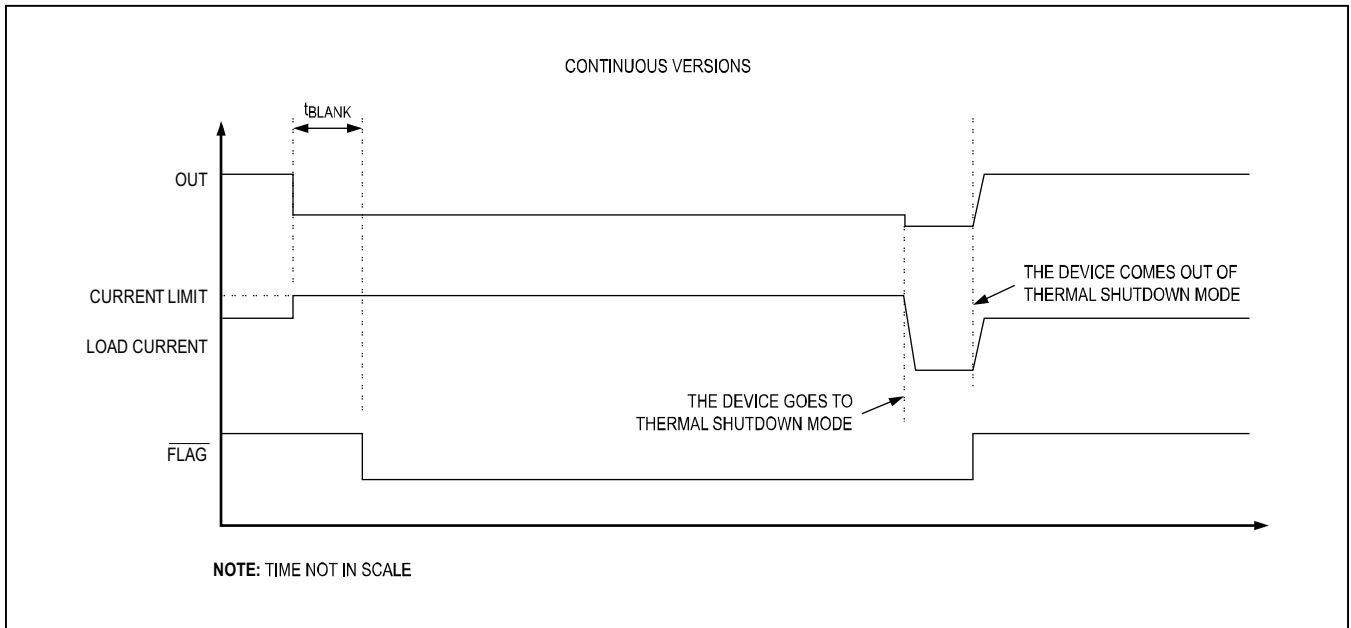 CONTINUOUS VERSIONS
tBLANK
OUT
CURRENT LIMIT
THE DEVICE COMES OUT OF
THERMAL SHUTDOWN MODE
LOAD CURRENT
THE DEVICE GOES TO
THERMAL SHUTDOWN MODE
FLAG
NOTE: TIME NOT IN SCALE